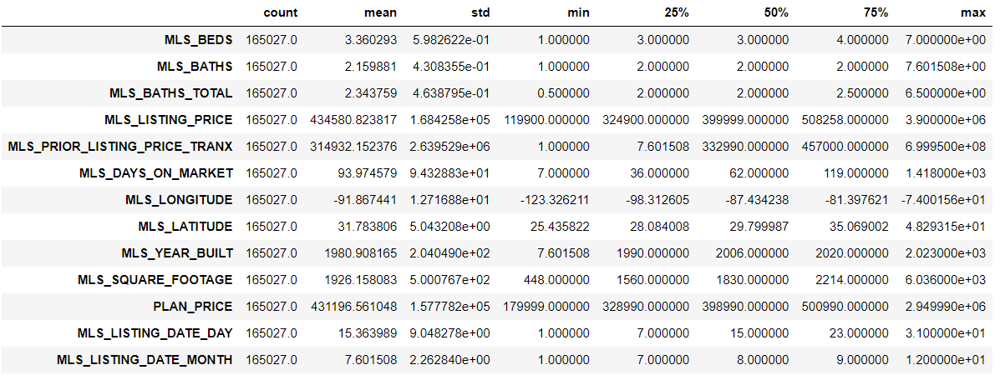 count mean std min 25% 50% 75% max
MLS_BEDS 165027.0 3.360293 5.982622e-01 1.000000 3.000000 3.000000 4.000000 7.000000e+00
MLS_BATHS 165027.0 2.159881 4.308355e-01 1.000000 2.000000 2.000000 2.000000 7.601508e+00
MLS_BATHS_TOTAL 165027.0 2.343759 4.638795e-01 0.500000 2.000000 2.000000 2.500000 6.500000e+00
MLS_LISTING_PRICE 165027.0 434580.823817 1.684258e+05 119900.000000 324900.000000 399999.000000 508258.000000 3.900000e+06
MLS_PRIOR_LISTING_PRICE_TRANX 165027.0 314932.152376 2.639529e+06 1.000000 7.601508 332990.000000 457000.000000 6.999500e+08
MLS_DAYS_ON_MARKET 165027.0 93.974579 9.432883e+01 7.000000 36.000000 62.000000 119.000000 1.418000e+03
MLS_LONGITUDE 165027.0 -91.867441 1.271688e+01 -123.326211 -98.312605 -87.434238 -81.397621 -7.400156e+01
MLS_LATITUDE 165027.0 31.783806 5.043208e+00 25.435822 28.084008 29.799987 35.069002 4.829315e+01
MLS_YEAR_BUILT 165027.0 1980.908165 2.040490e+02 7.601508 1990.000000 2006.000000 2020.000000 2.023000e+03
MLS_SQUARE_FOOTAGE 165027.0 1926.158083 5.000767e+02 448.000000 1560.000000 1830.000000 2214.000000 6.036000e+03
PLAN_PRICE 165027.0 431196.561048 1.577782e+05 179999.000000 328990.000000 398990.000000 500990.000000 2.949990e+06
MLS_LISTING_DATE_DAY 165027.0 15.363989 9.048278e+00 1.000000 7.000000 15.000000 23.000000 3.100000e+01
MLS_LISTING_DATE_MONTH 165027.0 7.601508 2.262840e+00 1.000000 7.000000 8.000000 9.000000 1.200000e+01